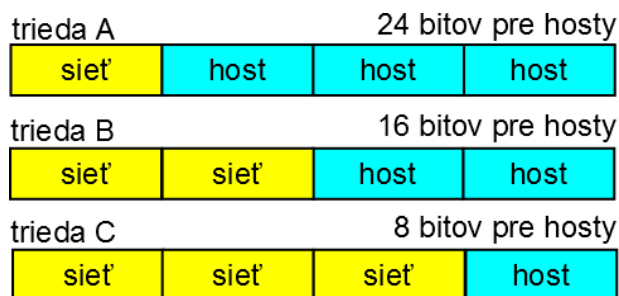 trieda A 24 bitov pre hosty
sieť host host host
trieda B 16 bitov pre hosty
sieť sieť host host
trieda C 8 bitov pre hosty
sieť sieť sieť host